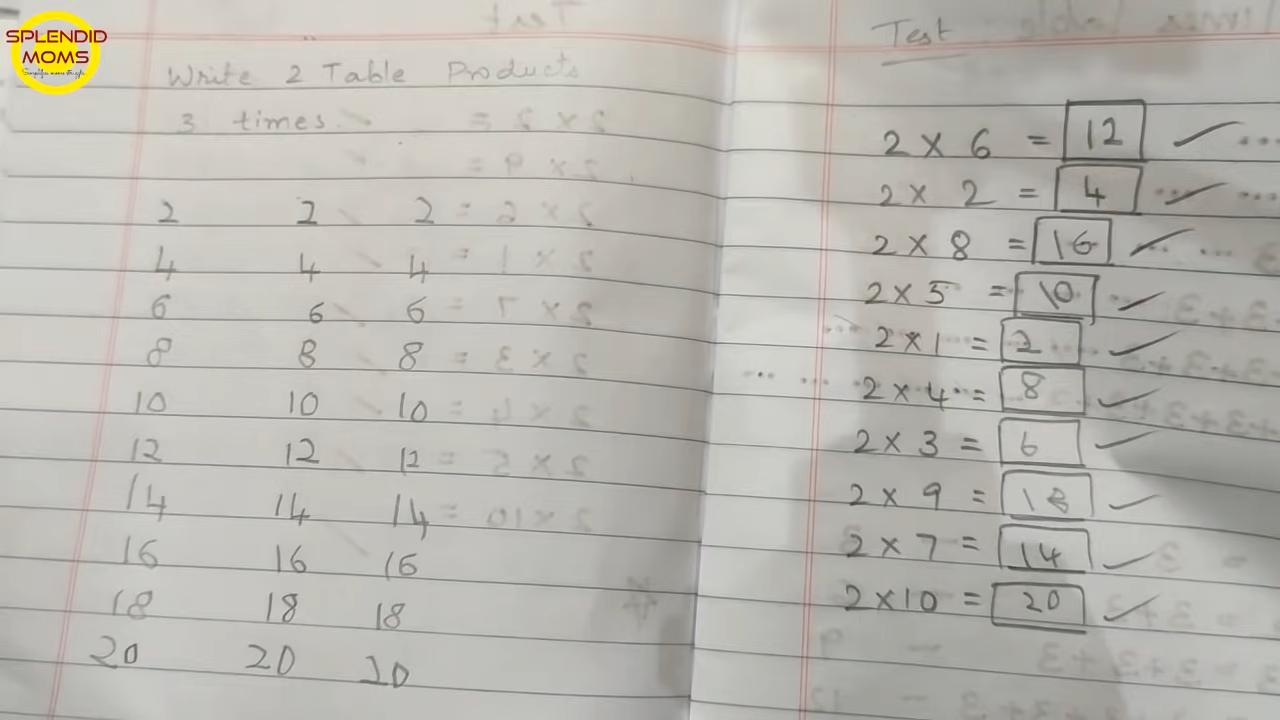 SPLENDID
MOMS
Simplifies moms struggle
Write 2 Table Products
3 times.
2 2 2
4 4 4
6 6 6
8 8 8
10 10 10
12 12 12
14 14 14
16 16 16
18 18 18
20 20 20
Test
2 × 6 = 12
2 × 2 = 4
2 × 8 = 16
2 × 5 = 10
2 × 1 = 2
2 × 4 = 8
2 × 3 = 6
2 × 9 = 18
2 × 7 = 14
2 × 10 = 20